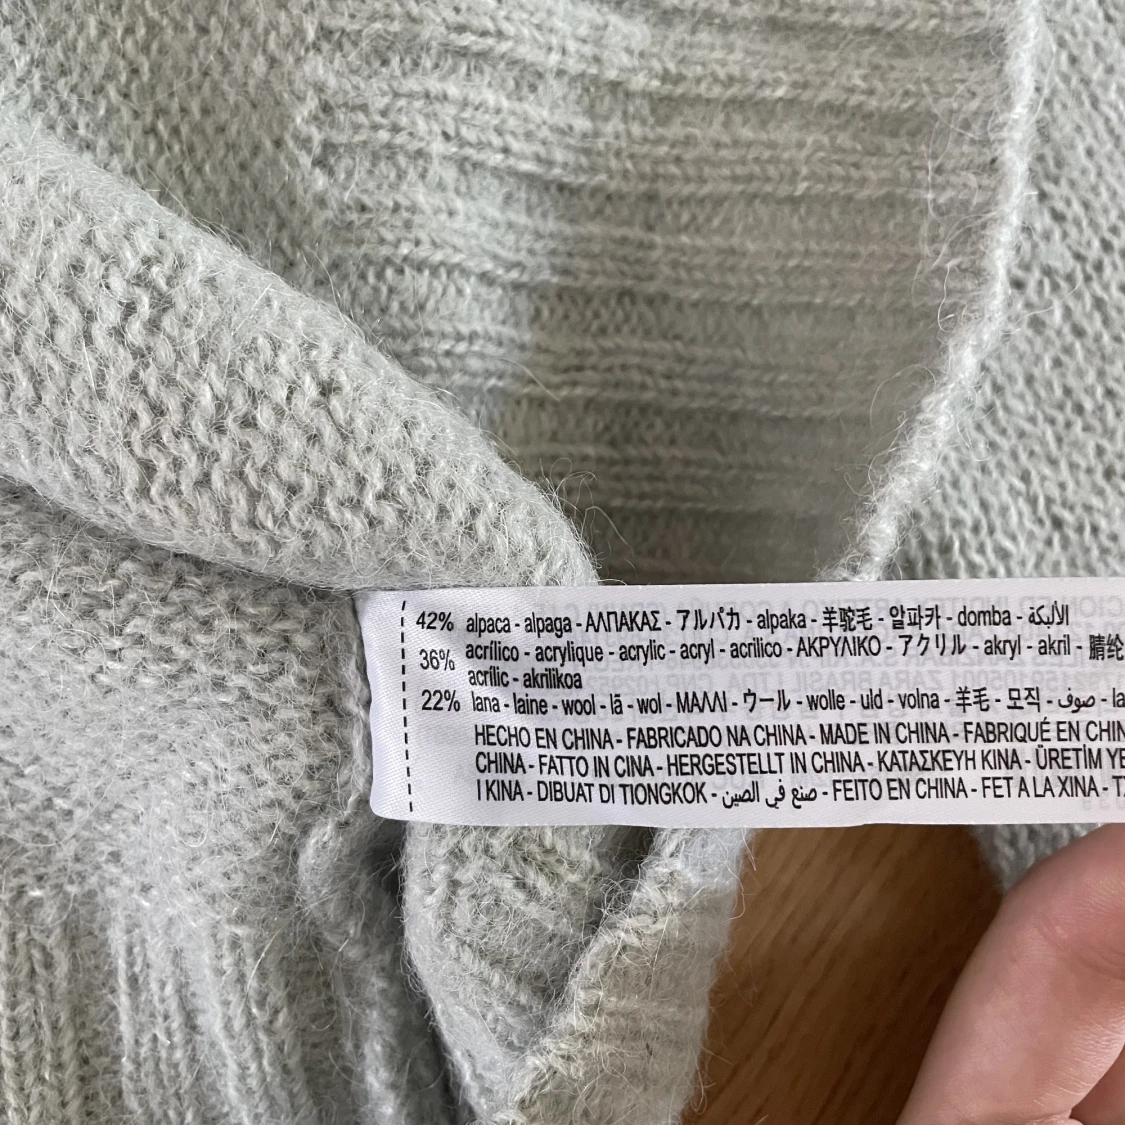 42% alpaca - alpaga - ΑΛΠΑΚΑΣ - アルパカ - alpaka - 羊驼毛 - 알파카 - domba - الألبكة
36% acrílico - acrylique - acrylic - acryl - acrilico - ΑΚΡΥΛΙΚΟ - アクリル - akryl - akril - 腈纶
acrílic - akrilikoa
22% lana - laine - wool - lã - wol - ΜΑΛΛΙ - ウール - wolle - uld - volna - 羊毛 - 모직 - صوف - la
HECHO EN CHINA - FABRICADO NA CHINA - MADE IN CHINA - FABRIQUÉ EN CHIN
CHINA - FATTO IN CINA - HERGESTELLT IN CHINA - ΚΑΤΑΣΚΕΥΗ ΚΙΝΑ - ÜRETİM YE
I KINA - DIBUAT DI TIONGKOK - صنع في الصين - FEITO EN CHINA - FET A LA XINA - TX